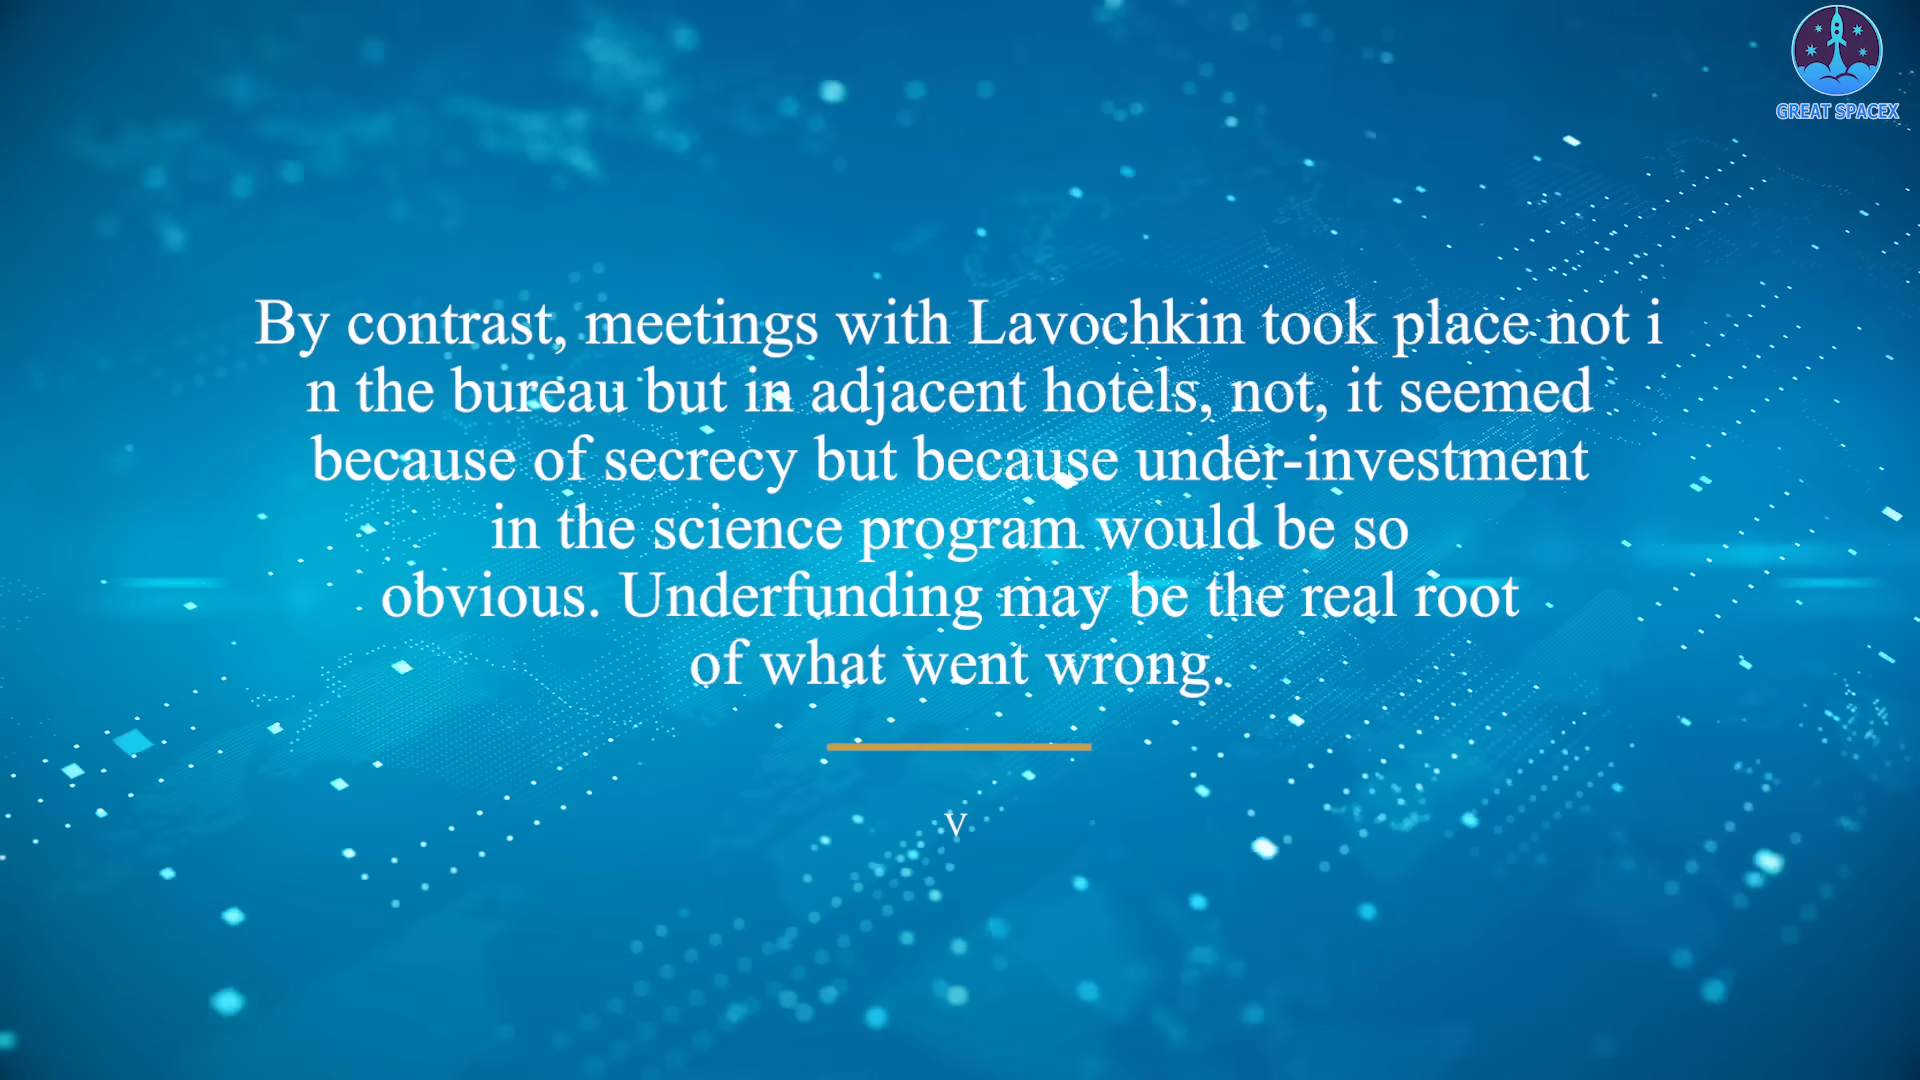 GREAT SPACEX
By contrast, meetings with Lavochkin took place not i
n the bureau but in adjacent hotels, not, it seemed
because of secrecy but because under-investment
in the science program would be so
obvious. Underfunding may be the real root
of what went wrong.
v